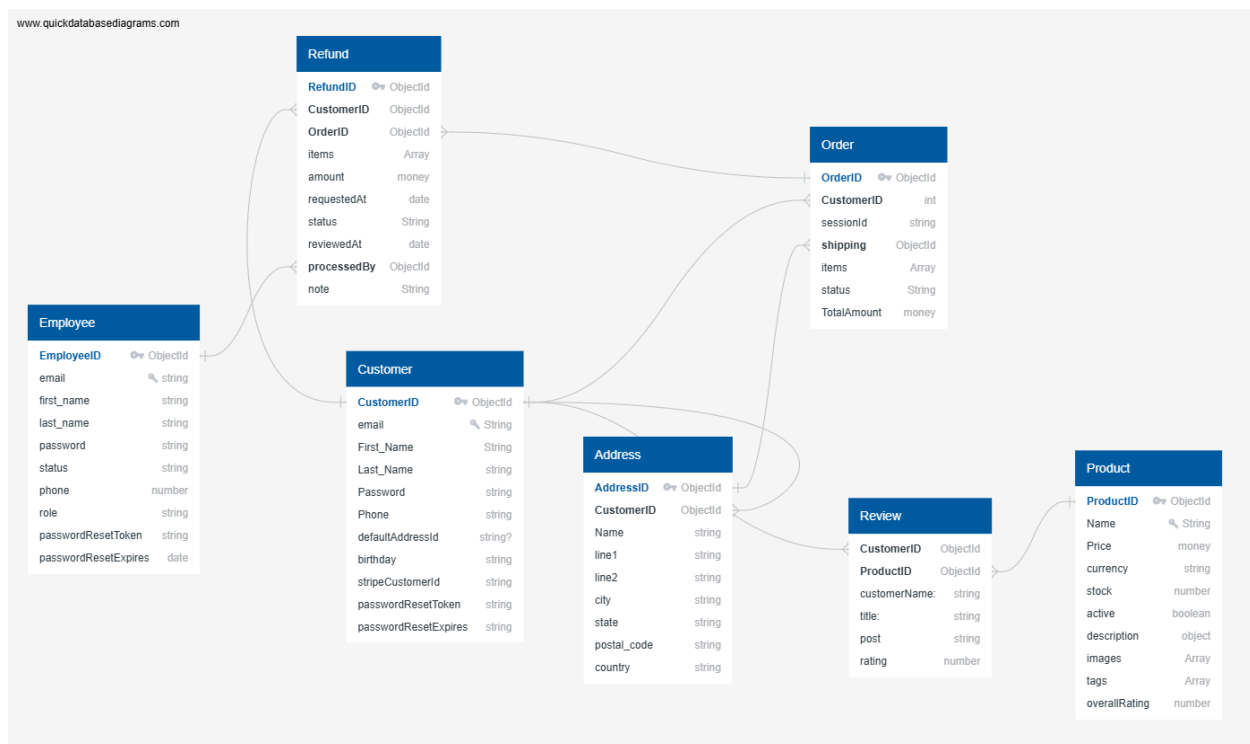 www.quickdatabasediagrams.com
Refund
RefundID ObjectId
CustomerID ObjectId
OrderID ObjectId
items Array
amount money
requestedAt date
status String
reviewedAt date
processedBy ObjectId
note String
Order
OrderID ObjectId
CustomerID int
sessionId string
shipping ObjectId
items Array
status String
TotalAmount money
Employee
EmployeeID ObjectId
email string
first_name string
last_name string
password string
status string
phone number
role string
passwordResetToken string
passwordResetExpires date
Customer
CustomerID ObjectId
email String
First_Name String
Last_Name string
Password string
Phone string
defaultAddressId string?
birthday string
stripeCustomerId string
passwordResetToken string
passwordResetExpires string
Address
AddressID ObjectId
CustomerID ObjectId
Name string
line1 string
line2 string
city string
state string
postal_code string
country string
Review
CustomerID ObjectId
ProductID ObjectId
customerName: string
title: string
post string
rating number
Product
ProductID ObjectId
Name String
Price money
currency string
stock number
active boolean
description object
images Array
tags Array
overallRating number